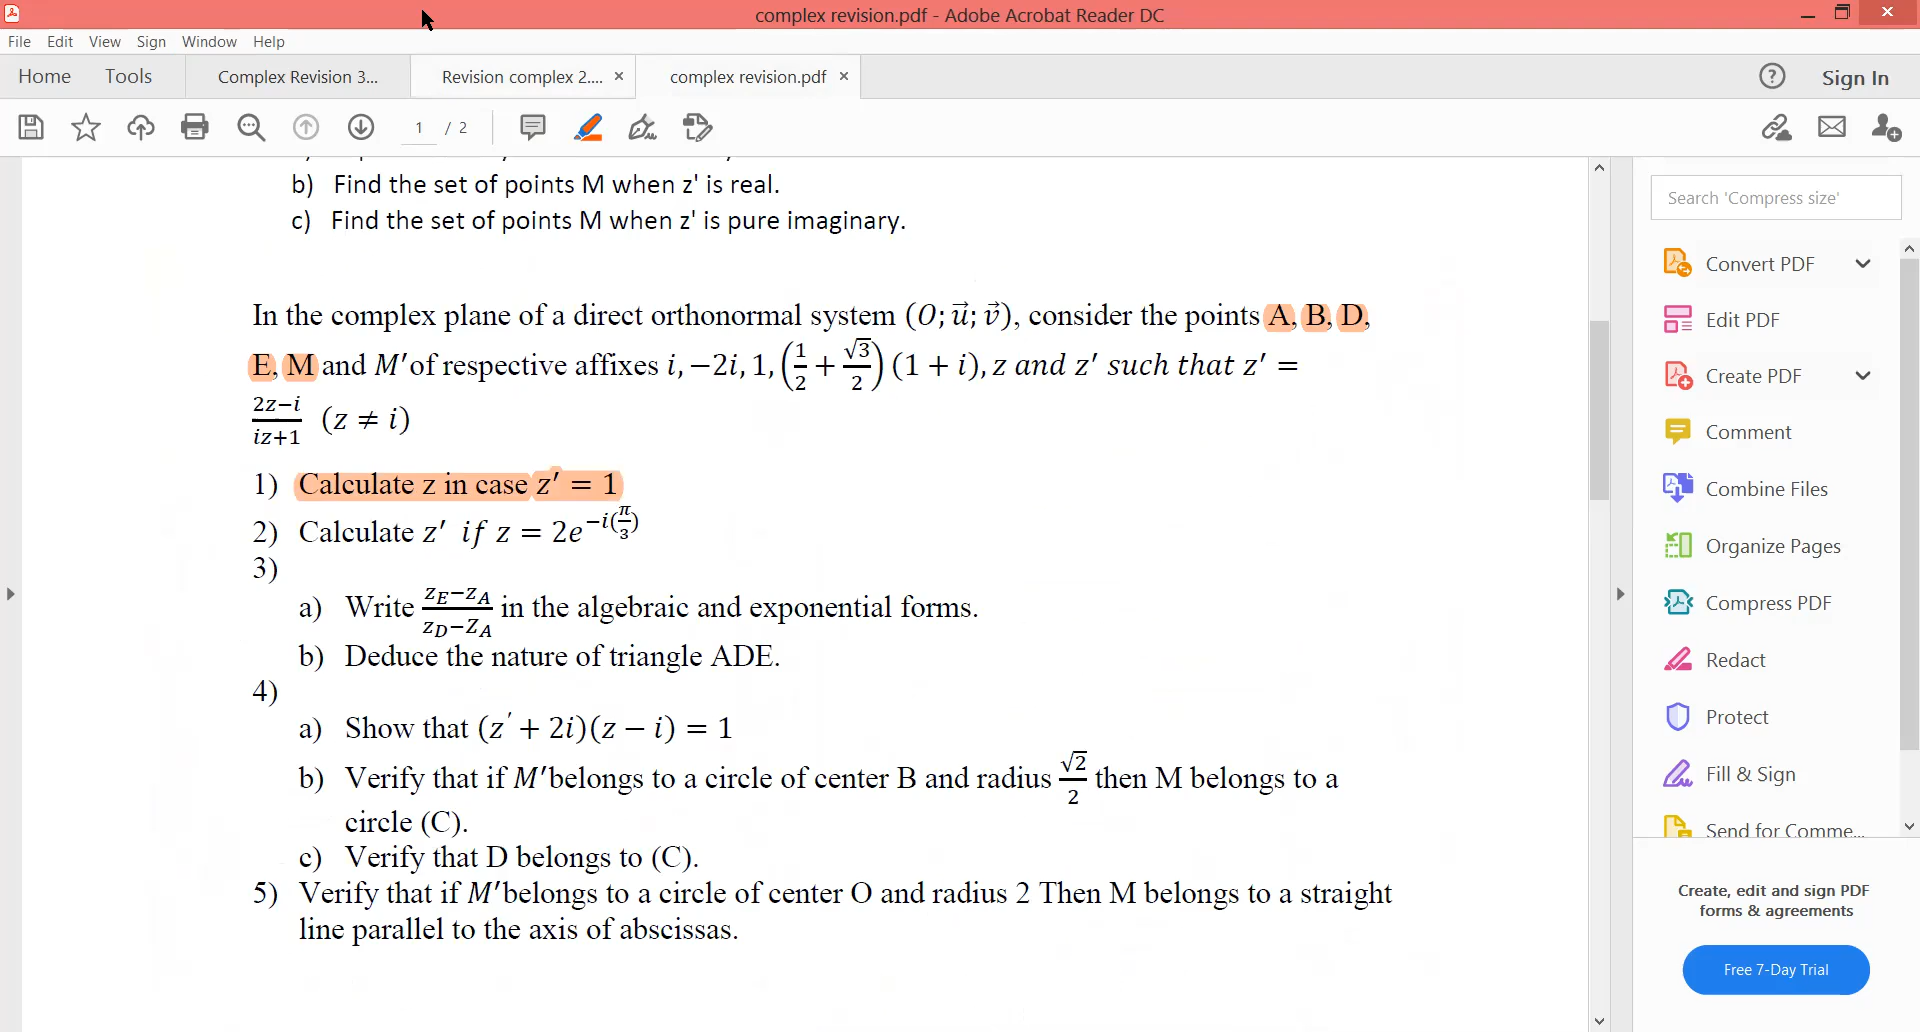 complex revision.pdf - Adobe Acrobat Reader DC
File Edit View Sign Window Help
Home Tools Complex Revision 3... Revision complex 2.... × complex revision.pdf ×
? Sign In
1 / 2
b) Find the set of points M when z' is real.
c) Find the set of points M when z' is pure imaginary.
In the complex plane of a direct orthonormal system (O; u⃗; v⃗), consider the points A, B, D,
E, M and M′of respective affixes i, −2i, 1, (1/2 + √3/2) (1 + i), z and z′ such that z′ =
2z−i/iz+1 (z ≠ i)
1) Calculate z in case z′ = 1
2) Calculate z′ if z = 2e^−i(π/3)
3)
a) Write zE−zA/zD−ZA in the algebraic and exponential forms.
b) Deduce the nature of triangle ADE.
4)
a) Show that (z′ + 2i)(z − i) = 1
b) Verify that if M′belongs to a circle of center B and radius √2/2 then M belongs to a
circle (C).
c) Verify that D belongs to (C).
5) Verify that if M′belongs to a circle of center O and radius 2 Then M belongs to a straight
line parallel to the axis of abscissas.
Search 'Compress size'
Convert PDF
Edit PDF
Create PDF
Comment
Combine Files
Organize Pages
Compress PDF
Redact
Protect
Fill & Sign
Send for Comme...
Create, edit and sign PDF
forms & agreements
Free 7-Day Trial